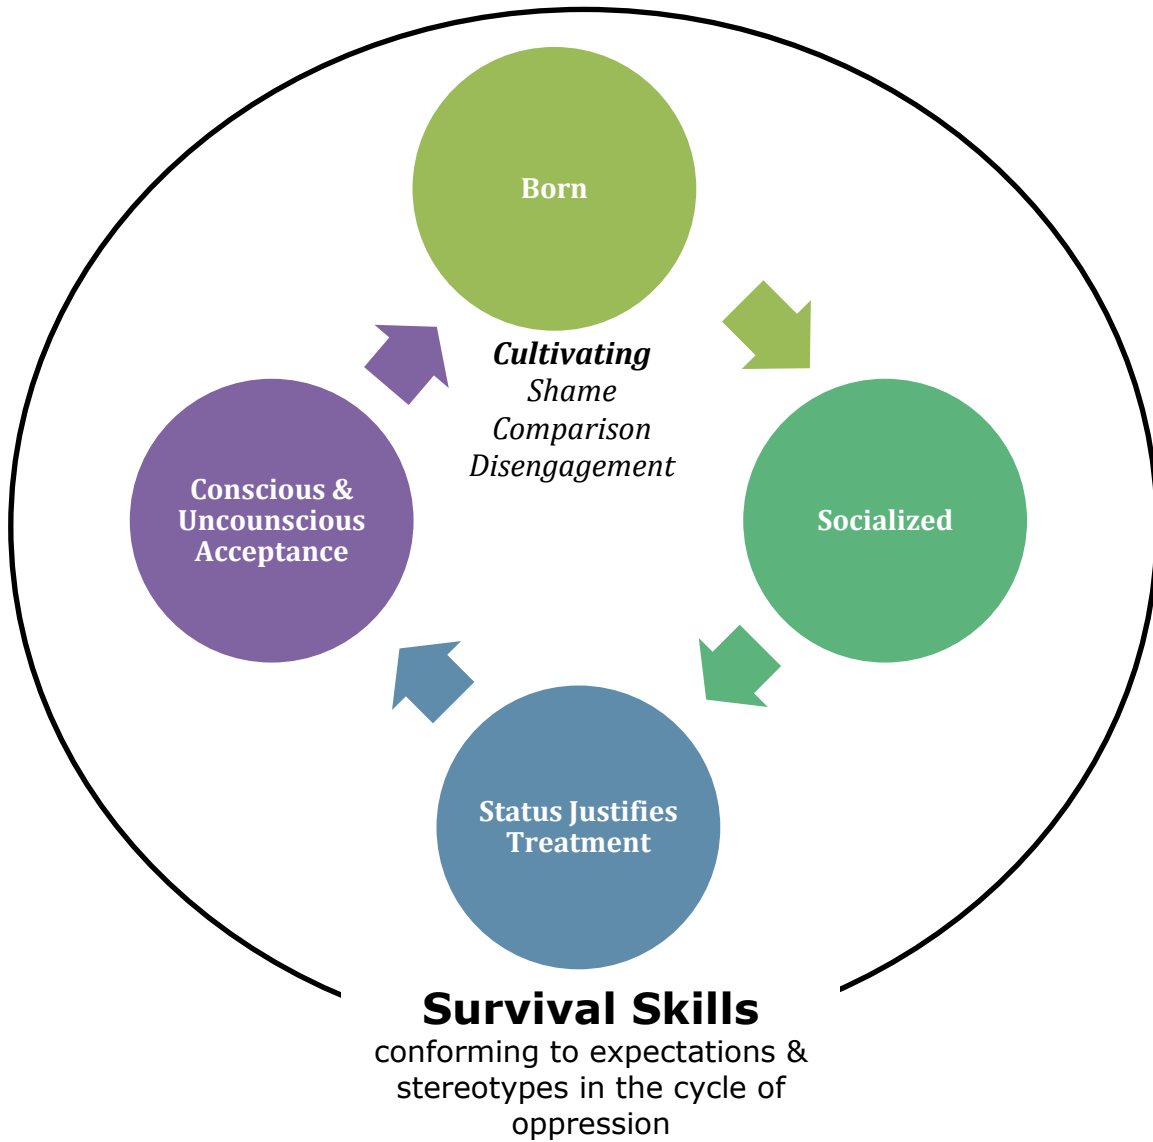 Born
Cultivating
Shame
Comparison
Disengagement
Socialized
Status Justifies
Treatment
Conscious &
Uncounscious
Acceptance
Survival Skills
conforming to expectations &
stereotypes in the cycle of
oppression